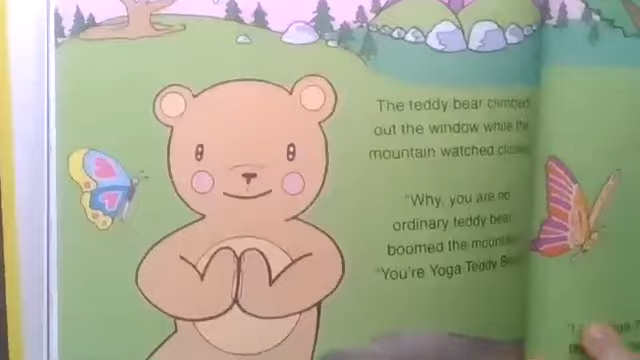 The teddy bear climbed
out the window while the
mountain watched
"Why, you are no
ordinary teddy bear
boomed the
"You're Yoga Teddy